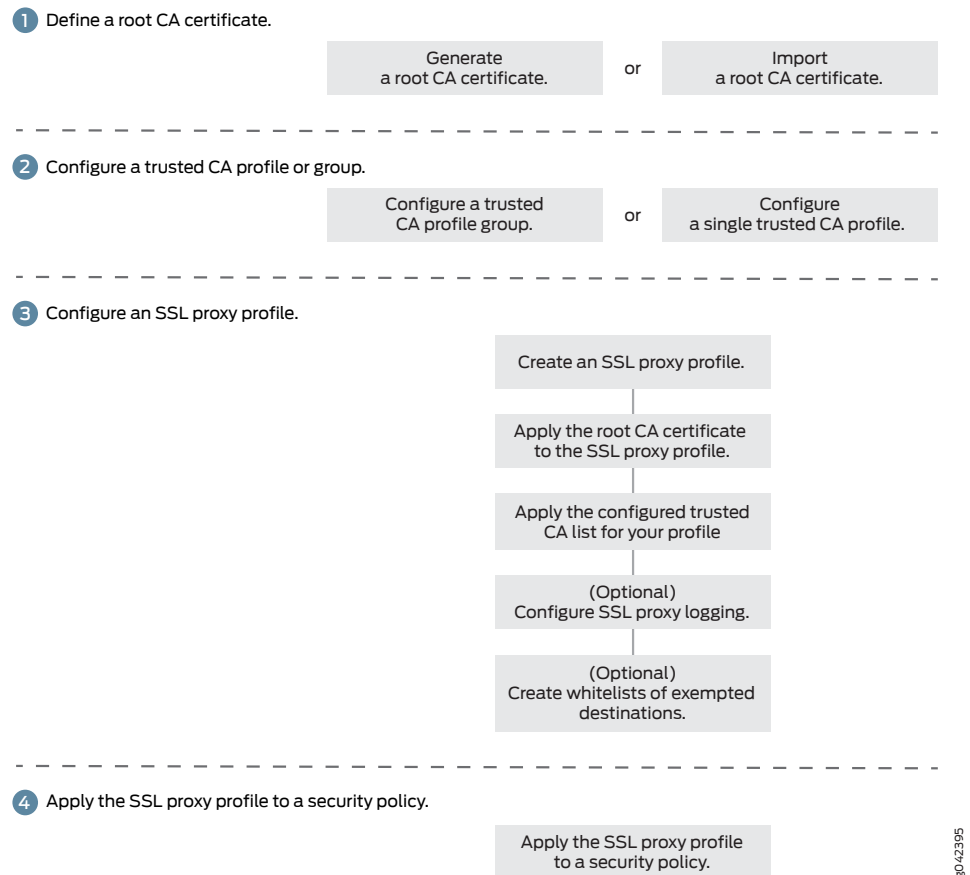 1 Define a root CA certificate.
Generate
a root CA certificate.
or
Import
a root CA certificate.
2 Configure a trusted CA profile or group.
Configure a trusted
CA profile group.
or
Configure
a single trusted CA profile.
3 Configure an SSL proxy profile.
Create an SSL proxy profile.
Apply the root CA certificate
to the SSL proxy profile.
Apply the configured trusted
CA list for your profile
(Optional)
Configure SSL proxy logging.
(Optional)
Create whitelists of exempted
destinations.
4 Apply the SSL proxy profile to a security policy.
Apply the SSL proxy profile
to a security policy.